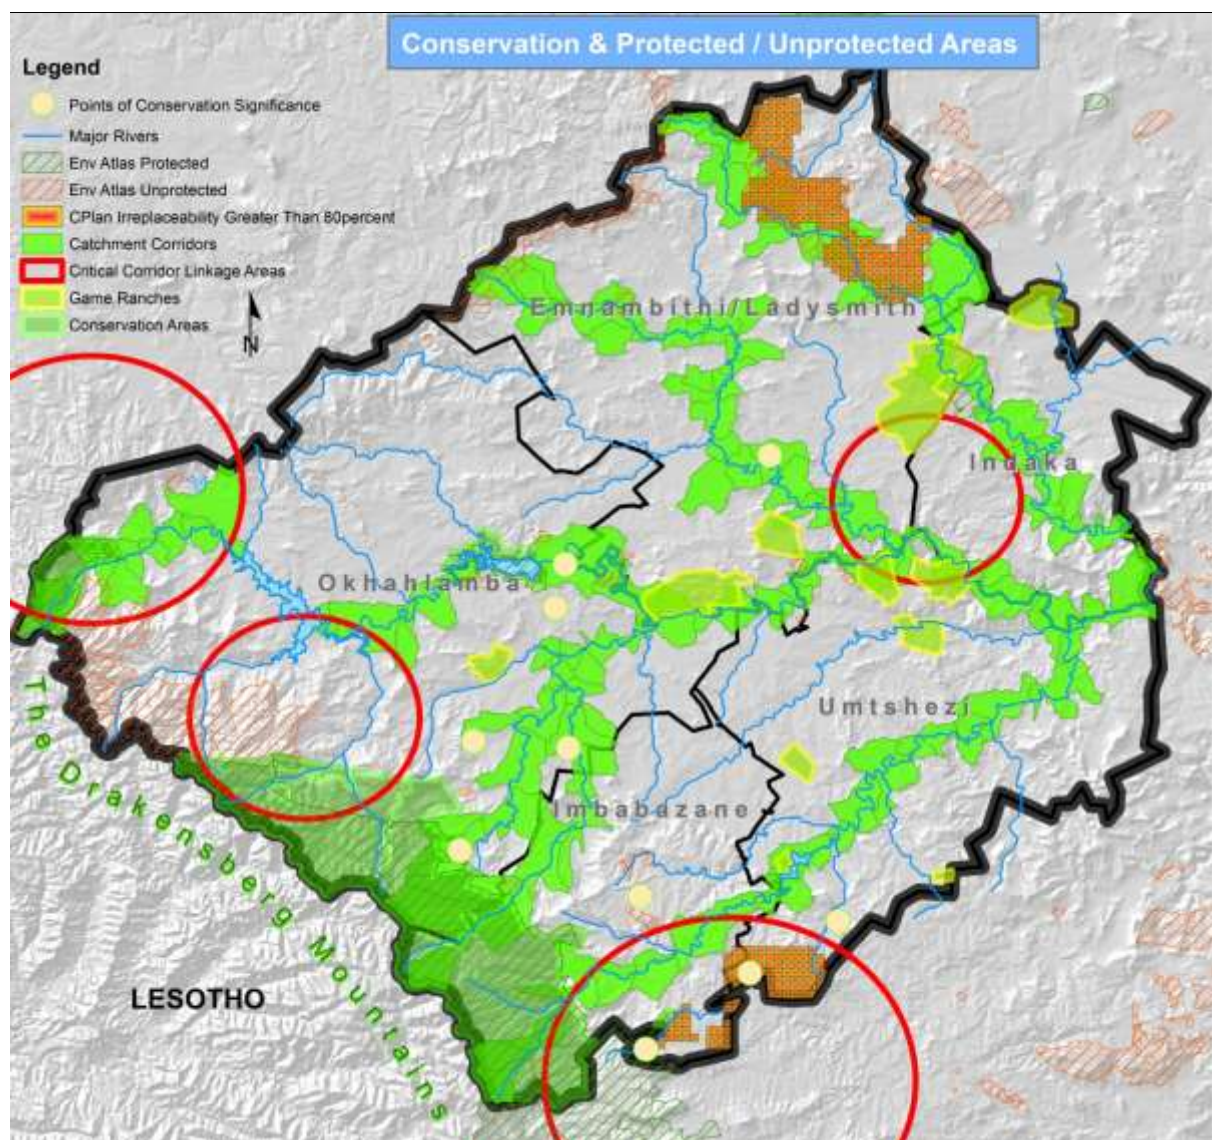 Conservation & Protected / Unprotected Areas
Legend
Points of Conservation Significance
Major Rivers
Env Atlas Protected
Env Atlas Unprotected
CPlan Irreplaceability Greater Than 80percent
Catchment Corridors
Critical Corridor Linkage Areas
Game Ranches
Conservation Areas
N
Emnambithi/Ladysmith
Indaka
Okhahlamba
Umtshezi
Imbabazane
The Drakensberg Mountains
LESOTHO